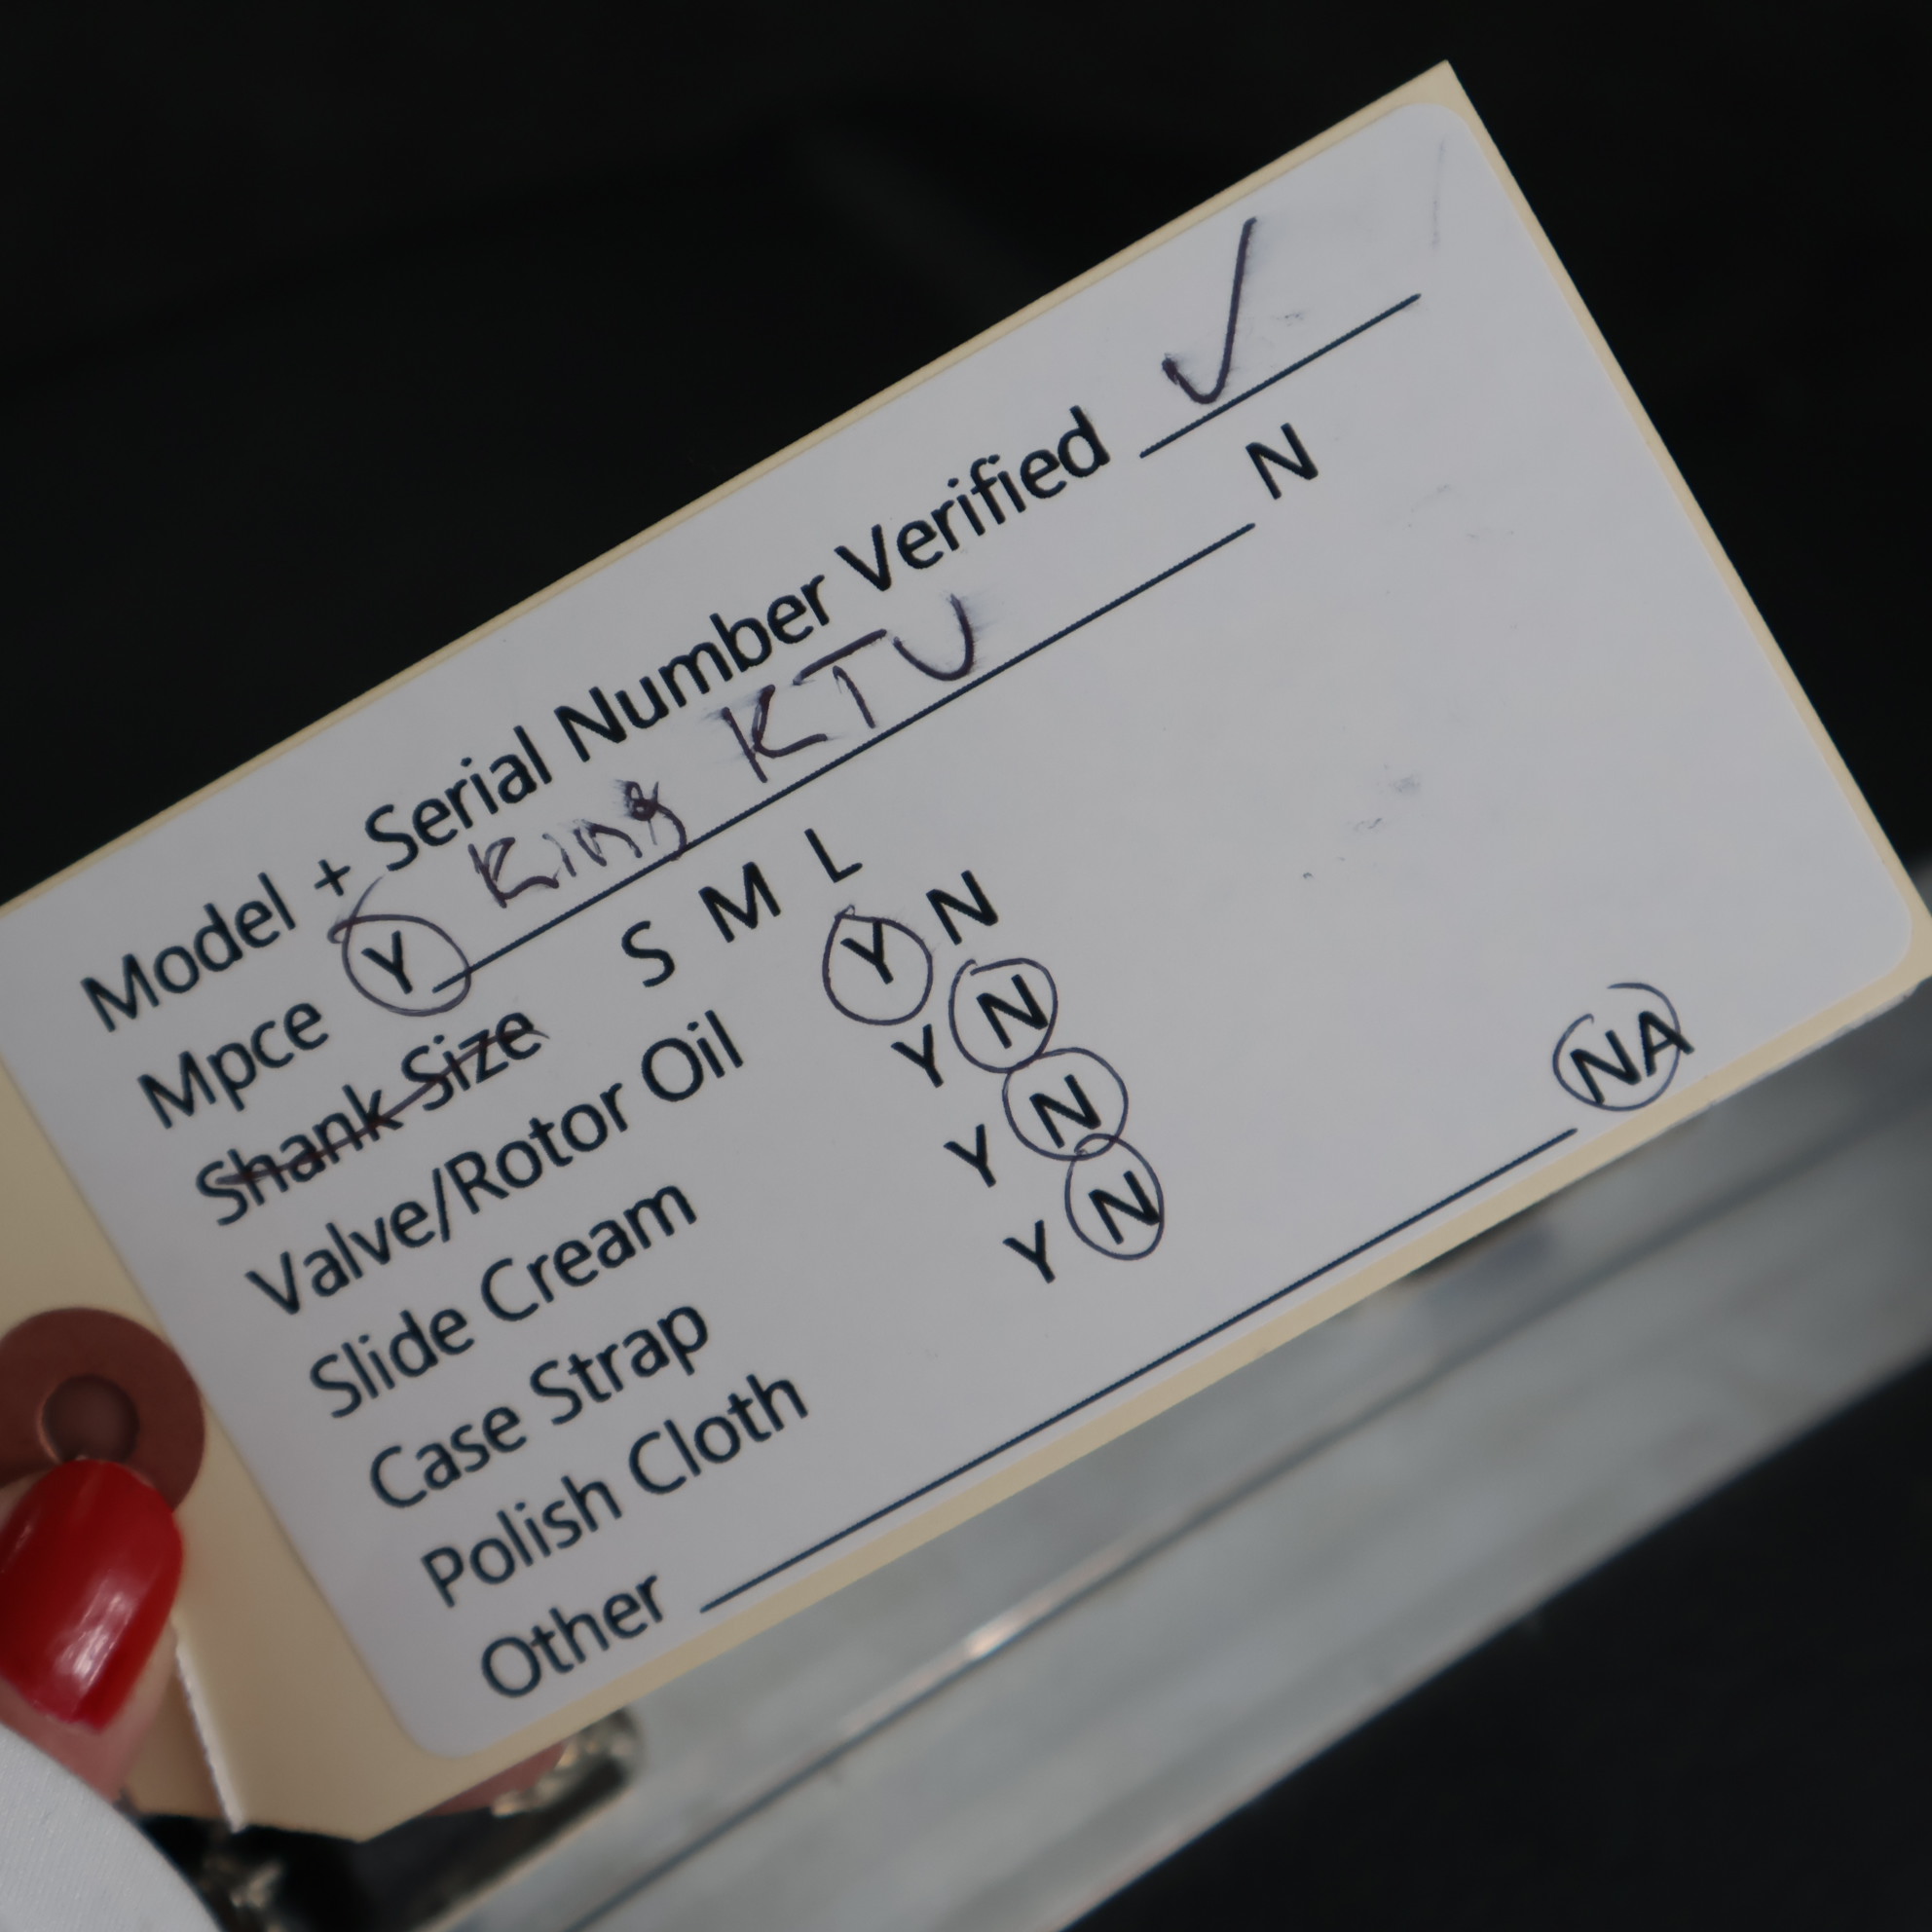 Model + Serial Number Verified ✓
Mpce Y King KTU N
Shank Size S M L
Valve/Rotor Oil Y N
Slide Cream Y N
Case Strap Y N
Polish Cloth Y N
Other NA